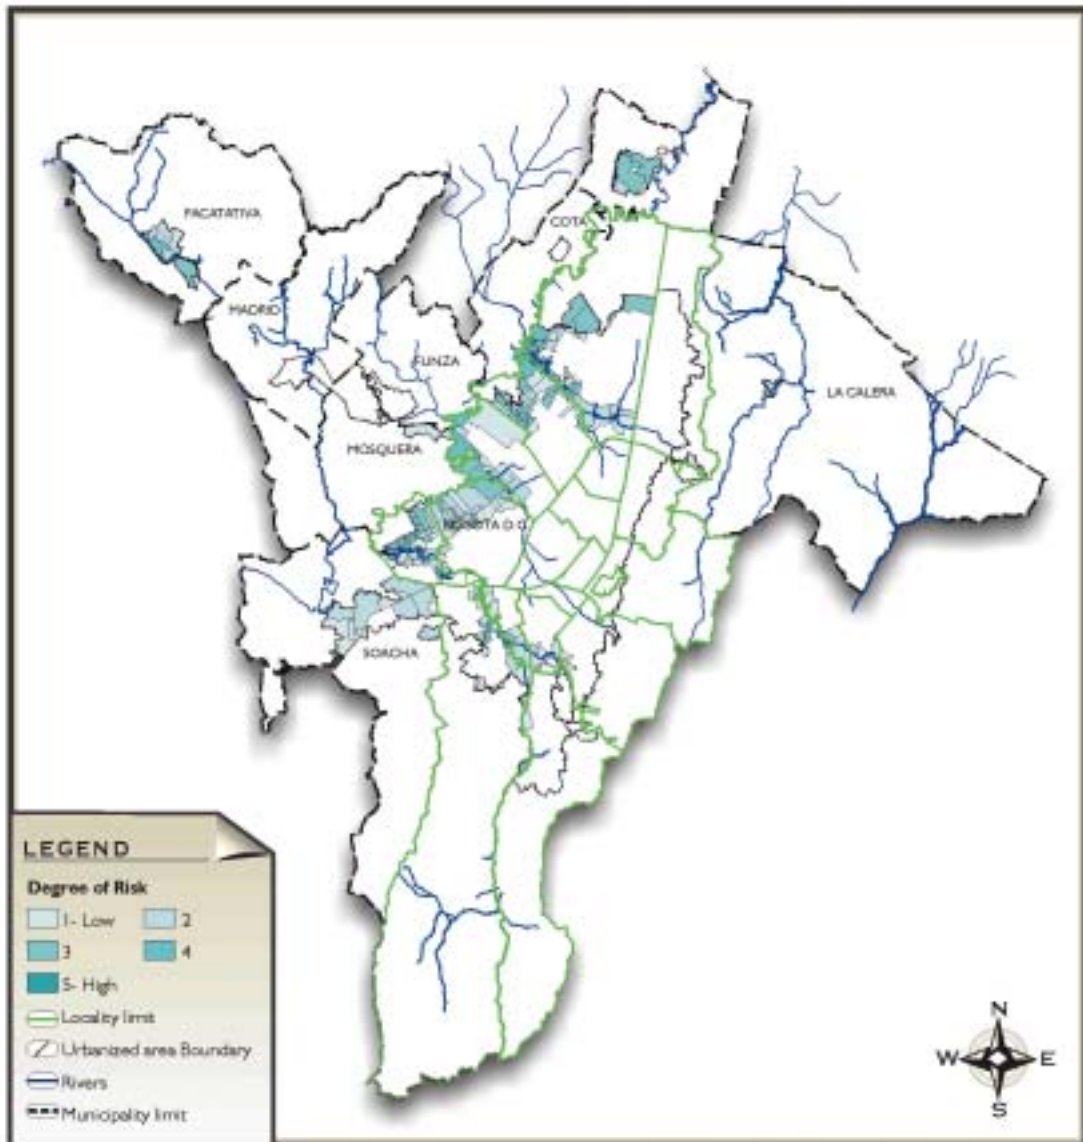 FACATATIVA
COTA
MADRID
FUNZA
LA CALERA
MOSQUERA
BOGOTA D.C.
SOACHA
LEGEND
Degree of Risk
1- Low 2
3 4
5- High
Locality limit
Urbanized area Boundary
Rivers
Municipality limit
N
W E
S